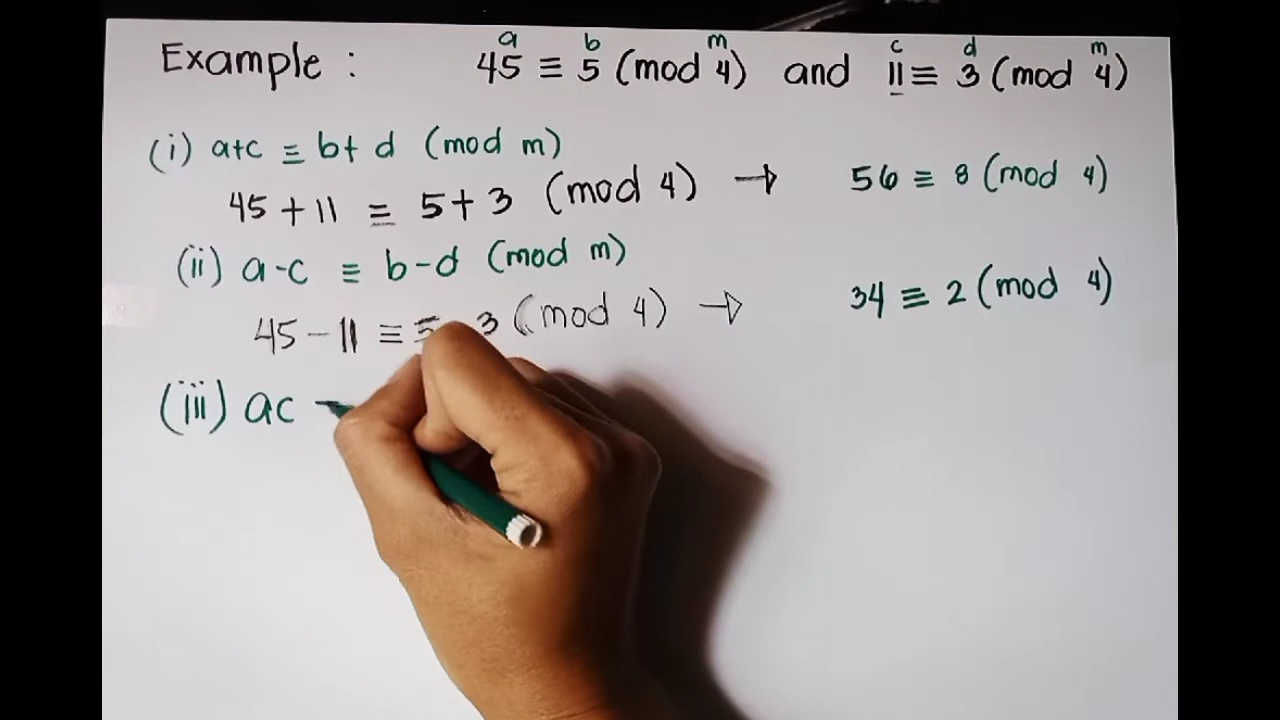 a b m c d m
Example : 45 ≡ 5 (mod 4) and 11 ≡ 3 (mod 4)
(i) a+c ≡ b+ d (mod m)
45 + 11 ≡ 5 + 3 (mod 4) → 56 ≡ 8 (mod 4)
(ii) a-c ≡ b-d (mod m)
45 - 11 ≡ 5 3 (mod 4) → 34 ≡ 2 (mod 4)
(iii) ac